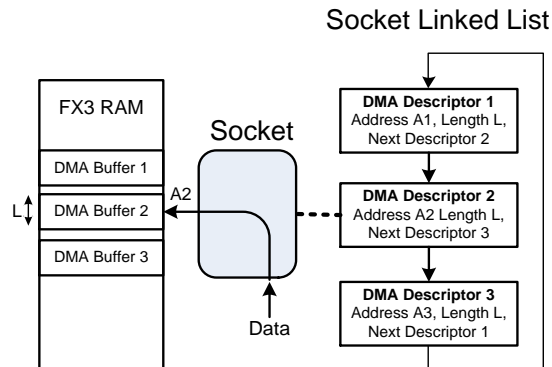 Socket Linked List
FX3 RAM
DMA Buffer 1
DMA Buffer 2
DMA Buffer 3
L
A2
Socket
Data
DMA Descriptor 1
Address A1, Length L,
Next Descriptor 2
DMA Descriptor 2
Address A2 Length L,
Next Descriptor 3
DMA Descriptor 3
Address A3, Length L,
Next Descriptor 1